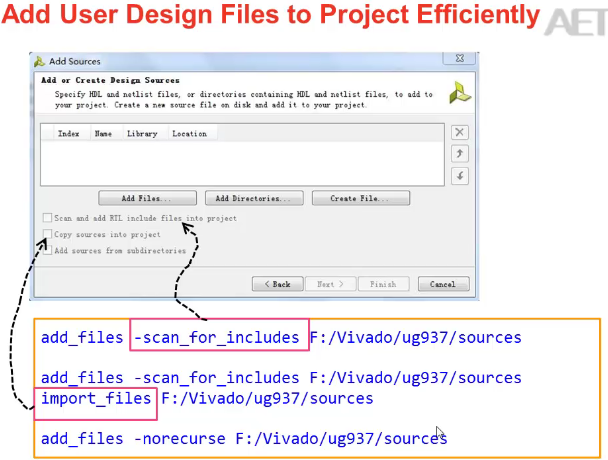 Add User Design Files to Project Efficiently
AET
Add Sources
Add or Create Design Sources
Specify HDL and netlist files, or directories containing HDL and netlist files, to add to
your project. Create a new source file on disk and add it to your project.
Index Name Library Location
Add Files... Add Directories... Create File...
Scan and add RTL include files into project
Copy sources into project
Add sources from subdirectories
< Back Next > Finish Cancel
add_files -scan_for_includes F:/Vivado/ug937/sources
add_files -scan_for_includes F:/Vivado/ug937/sources
import_files F:/Vivado/ug937/sources
add_files -norecurse F:/Vivado/ug937/sources